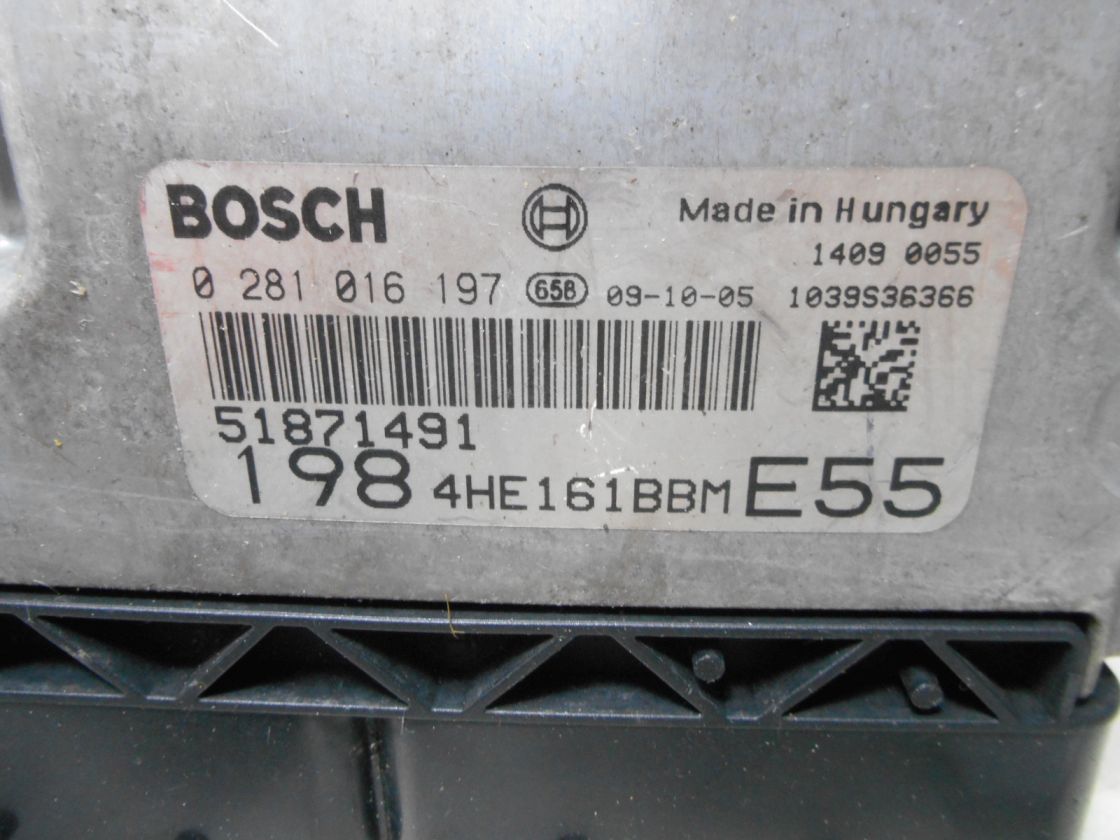 BOSCH
Made in Hungary
1409 0055
0 281 016 197 658 09-10-05 1039S36366
51871491
198 4HE161BBM E55